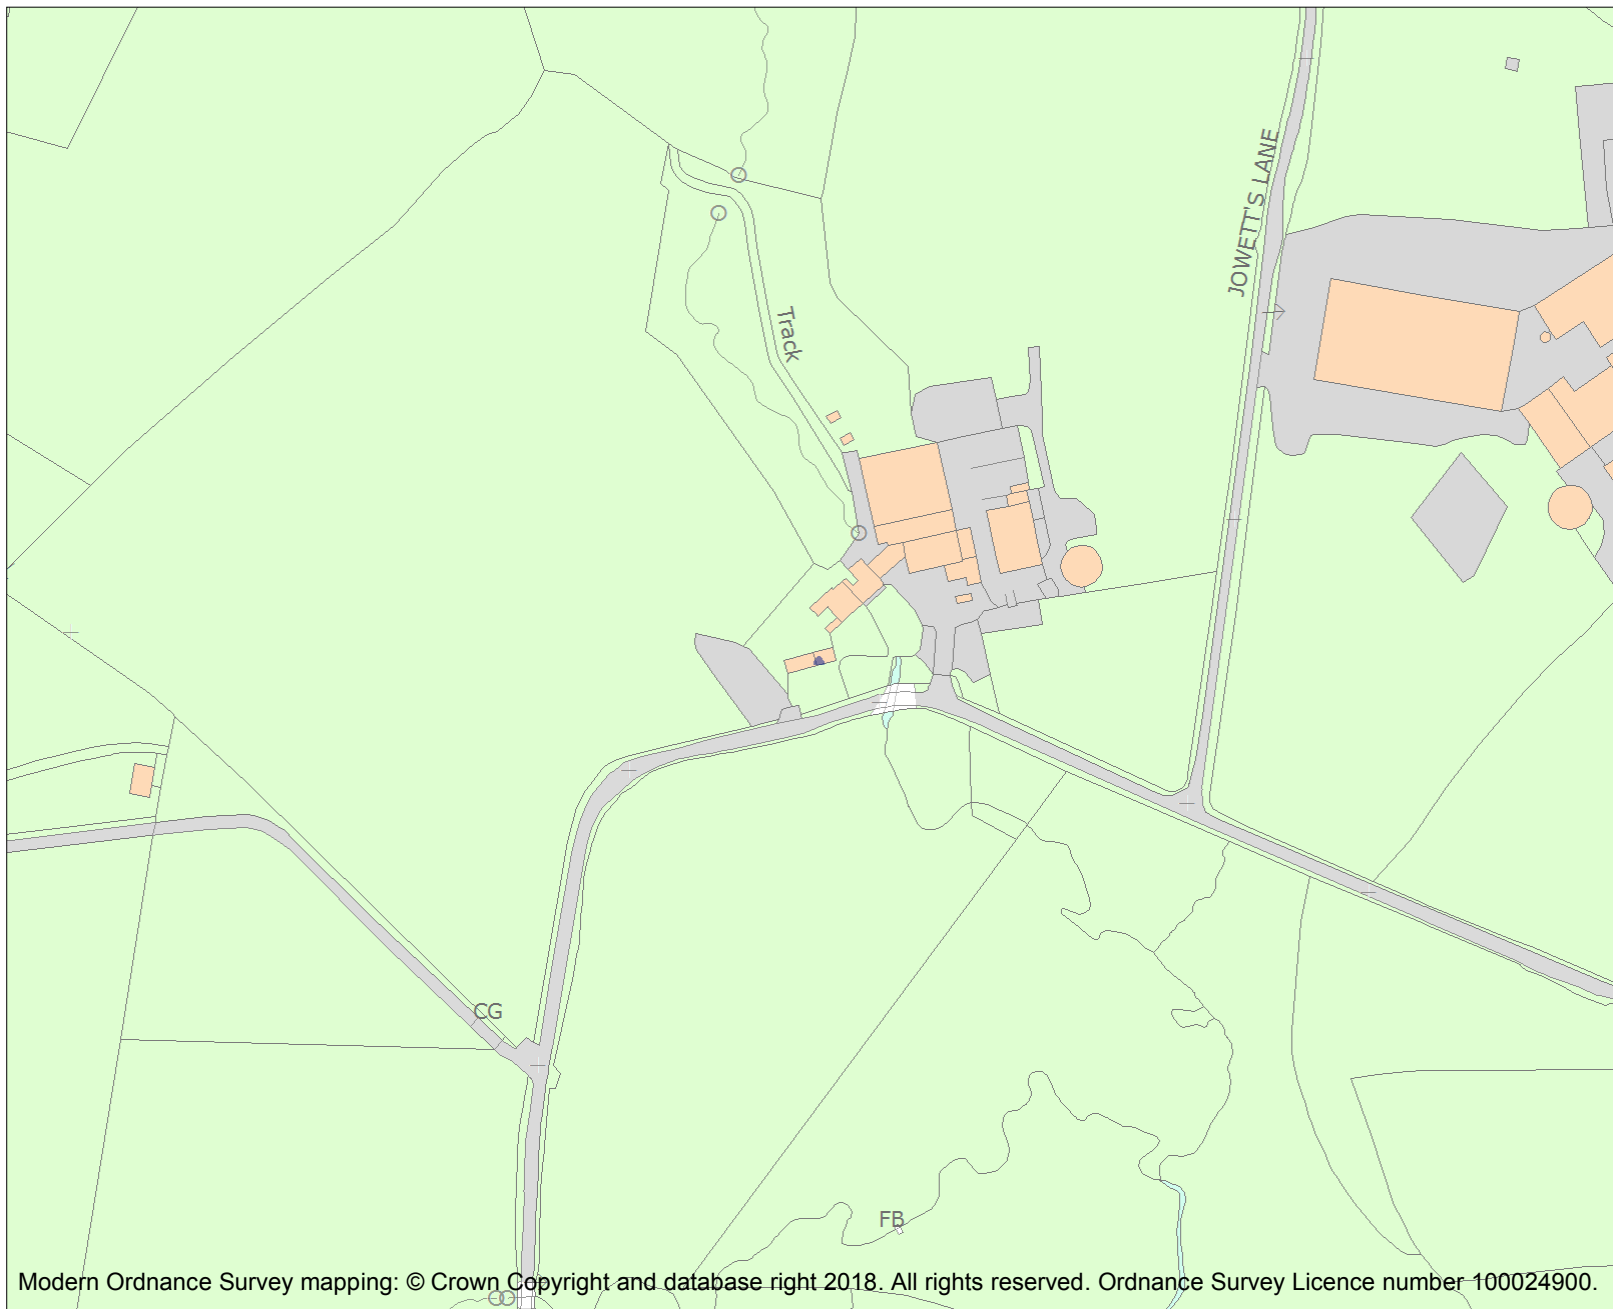 JOWETT'S LANE
Track
CG
FB
Modern Ordnance Survey mapping: © Crown Copyright and database right 2018. All rights reserved. Ordnance Survey Licence number 100024900.